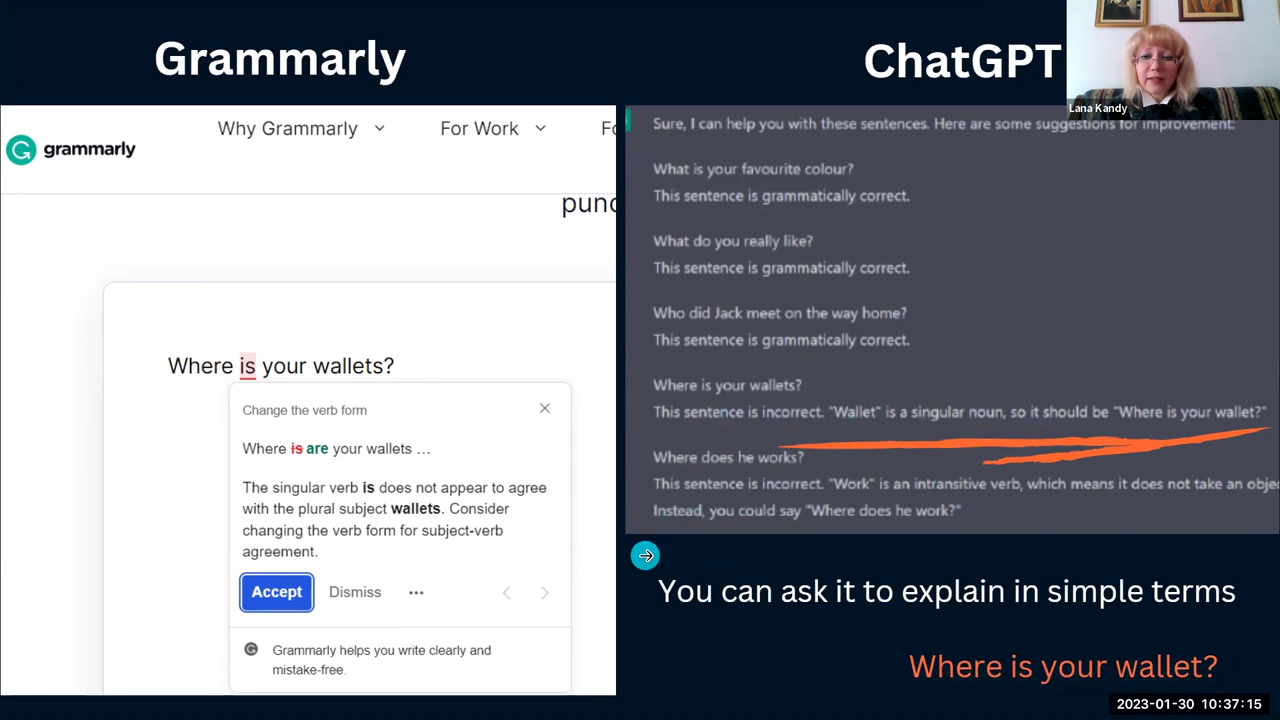 Grammarly
ChatGPT
Lana Kandy
grammarly
Why Grammarly
For Work
Fo
punc
Where is your wallets?
Change the verb form
Where is are your wallets ...
The singular verb is does not appear to agree
with the plural subject wallets. Consider
changing the verb form for subject-verb
agreement.
Accept
Dismiss
Grammarly helps you write clearly and
mistake-free.
Sure, I can help you with these sentences. Here are some suggestions for improvement:
What is your favourite colour?
This sentence is grammatically correct.
What do you really like?
This sentence is grammatically correct.
Who did Jack meet on the way home?
This sentence is grammatically correct.
Where is your wallets?
This sentence is incorrect. "Wallet" is a singular noun, so it should be "Where is your wallet?"
Where does he works?
This sentence is incorrect. "Work" is an intransitive verb, which means it does not take an obje
Instead, you could say "Where does he work?"
You can ask it to explain in simple terms
Where is your wallet?
2023-01-30 10:37:15